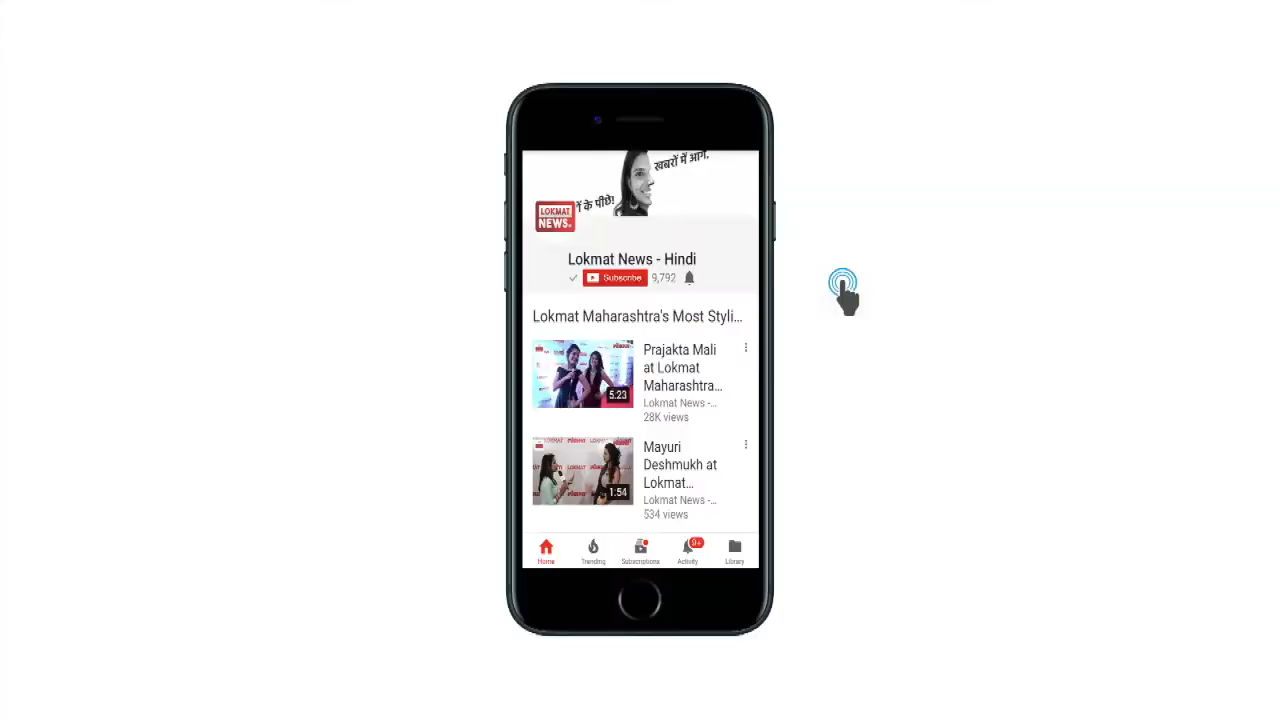 खबरों में आगे,
ों के पीछे!
LOKMAT
NEWS
Lokmat News - Hindi
Subscribe 9,792
Lokmat Maharashtra's Most Styli...
Prajakta Mali
at Lokmat
Maharashtra...
Lokmat News -...
28K views
5:23
Mayuri
Deshmukh at
Lokmat...
Lokmat News -...
534 views
1:54
9+
Home Trending Subscriptions Activity Library